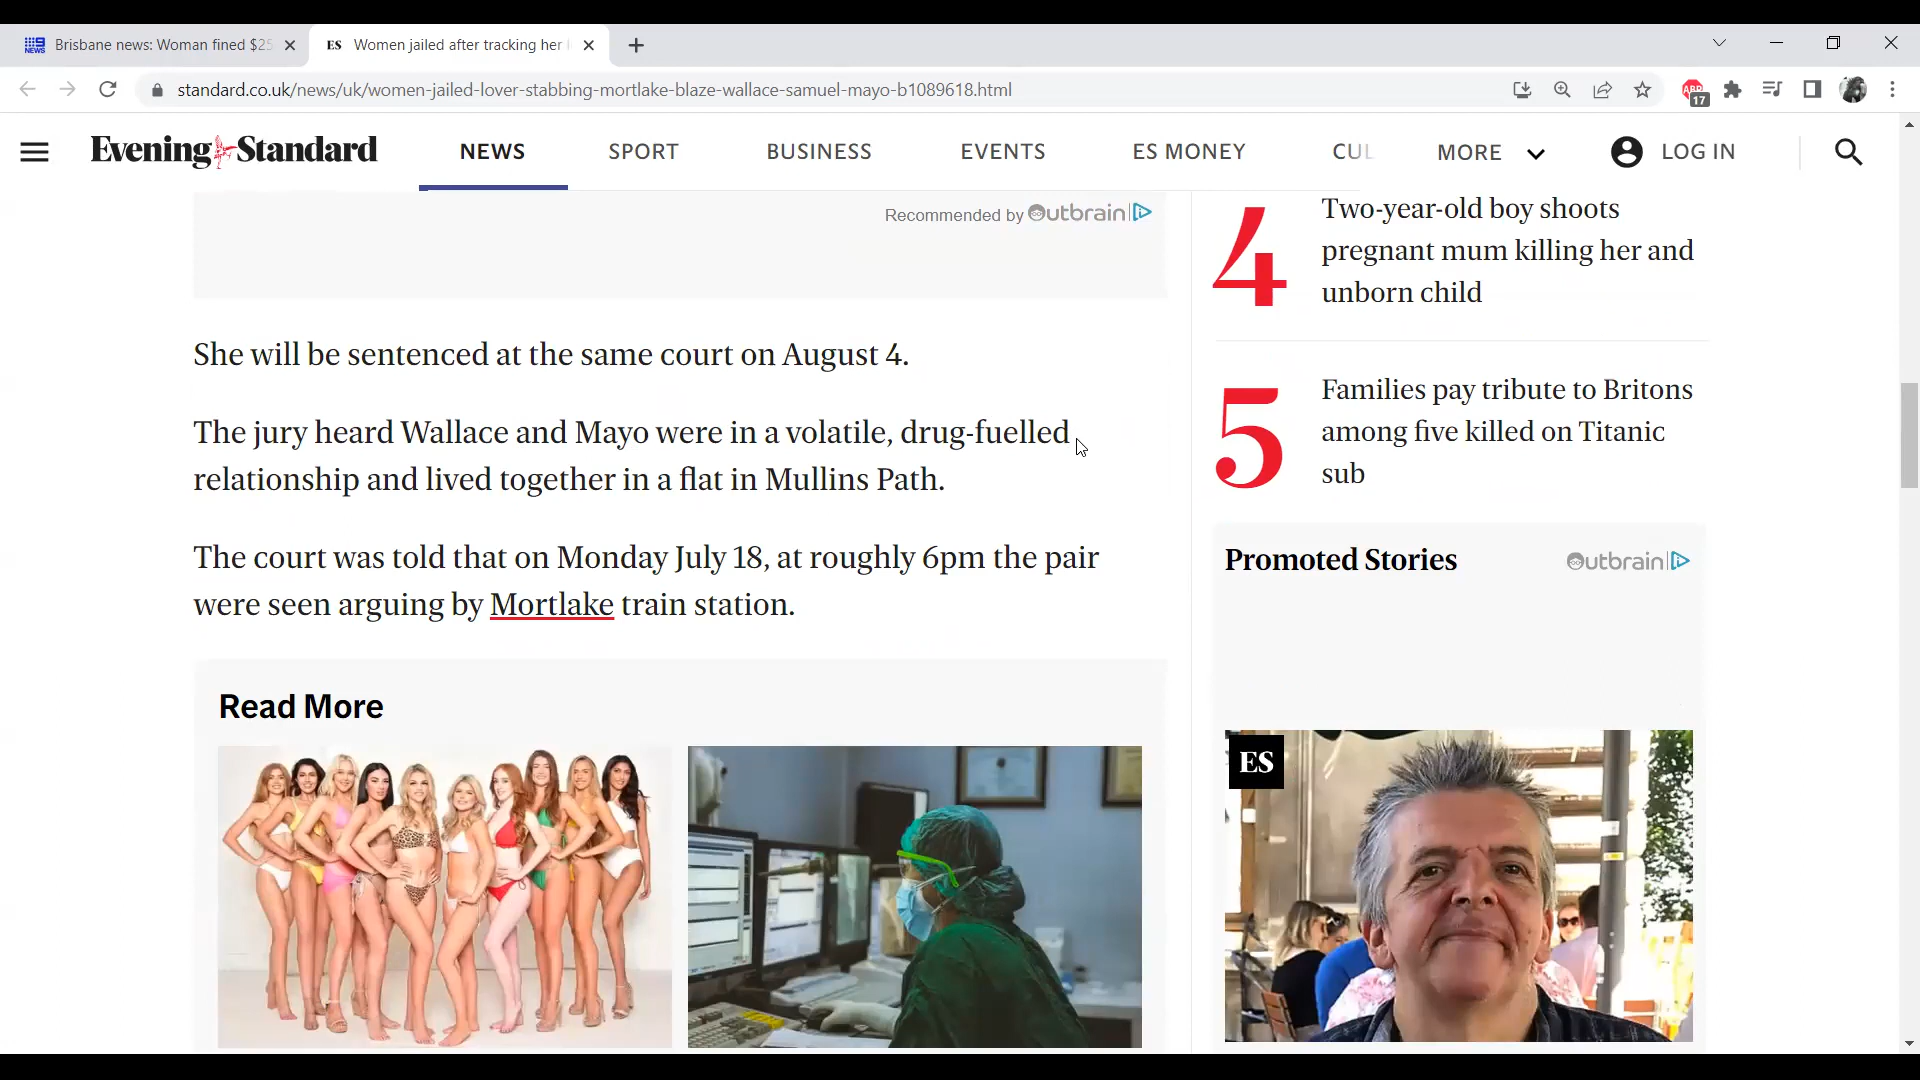 Brisbane news: Woman fined $25
ES Women jailed after tracking her
standard.co.uk/news/uk/women-jailed-lover-stabbing-mortlake-blaze-wallace-samuel-mayo-b1089618.html
ABP
17
Evening Standard
NEWS
SPORT
BUSINESS
EVENTS
ES MONEY
CUL
MORE
LOG IN
Recommended by Outbrain
She will be sentenced at the same court on August 4.
The jury heard Wallace and Mayo were in a volatile, drug-fuelled
relationship and lived together in a flat in Mullins Path.
The court was told that on Monday July 18, at roughly 6pm the pair
were seen arguing by Mortlake train station.
Read More
4
Two-year-old boy shoots
pregnant mum killing her and
unborn child
5
Families pay tribute to Britons
among five killed on Titanic
sub
Promoted Stories
Outbrain
ES